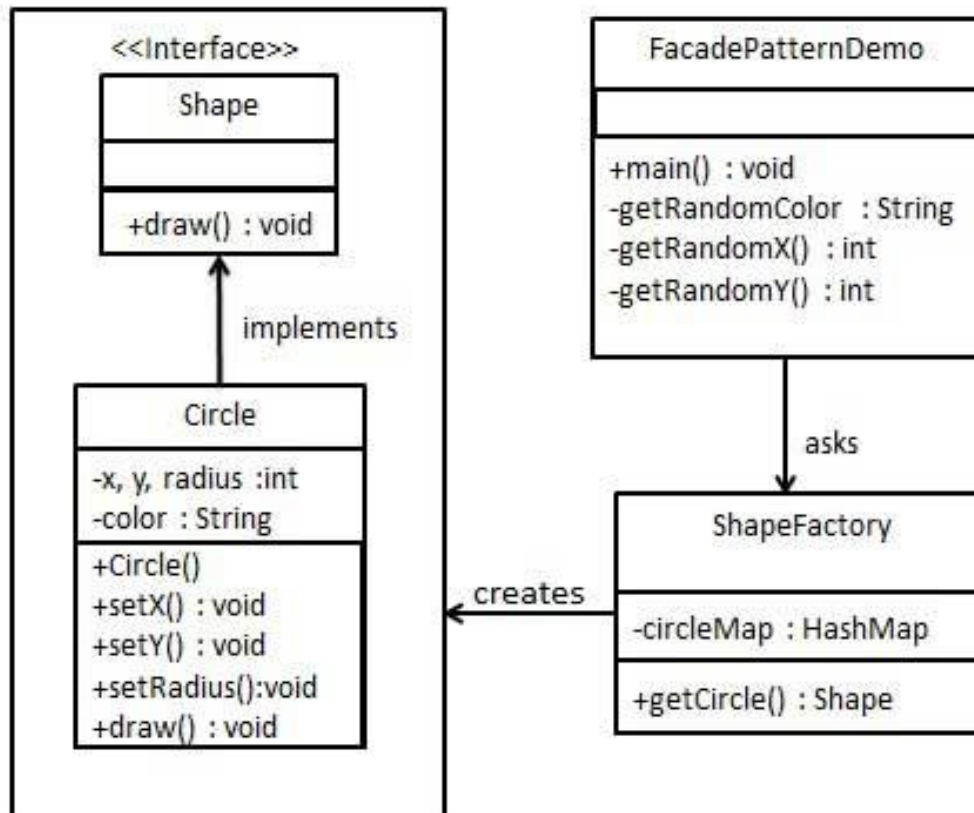 <<Interface>>
Shape
+draw() : void
implements
Circle
-x, y, radius :int
-color : String
+Circle()
+setX() : void
+setY() : void
+setRadius():void
+draw() : void
FacadePatternDemo
+main() : void
-getRandomColor : String
-getRandomX() : int
-getRandomY() : int
asks
ShapeFactory
-circleMap : HashMap
+getCircle() : Shape
creates